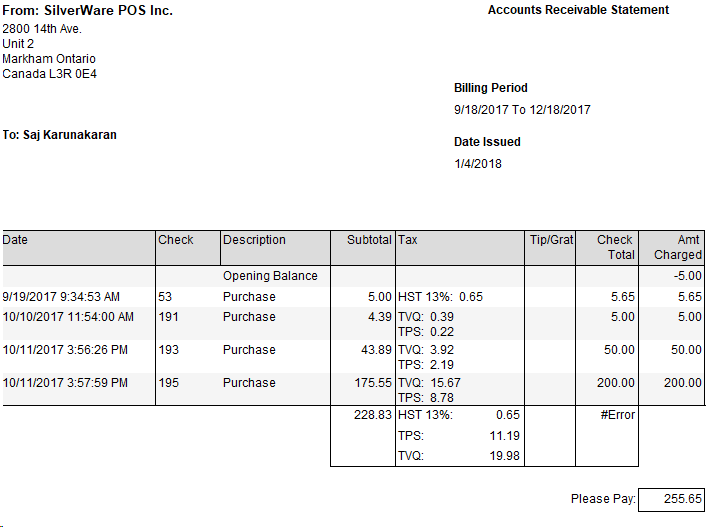 From: SilverWare POS Inc.
Accounts Receivable Statement
2800 14th Ave.
Unit 2
Markham Ontario
Canada L3R 0E4
Billing Period
9/18/2017 To 12/18/2017
To: Saj Karunakaran
Date Issued
1/4/2018
Date Check Description Subtotal Tax Tip/Grat Check Total Amt Charged
Opening Balance -5.00
9/19/2017 9:34:53 AM 53 Purchase 5.00 HST 13%: 0.65 5.65 5.65
10/10/2017 11:54:00 AM 191 Purchase 4.39 TVQ: 0.39 5.00 5.00
TPS: 0.22
10/11/2017 3:56:26 PM 193 Purchase 43.89 TVQ: 3.92 50.00 50.00
TPS: 2.19
10/11/2017 3:57:59 PM 195 Purchase 175.55 TVQ: 15.67 200.00 200.00
TPS: 8.78
228.83 HST 13%: 0.65 #Error
TPS: 11.19
TVQ: 19.98
Please Pay: 255.65